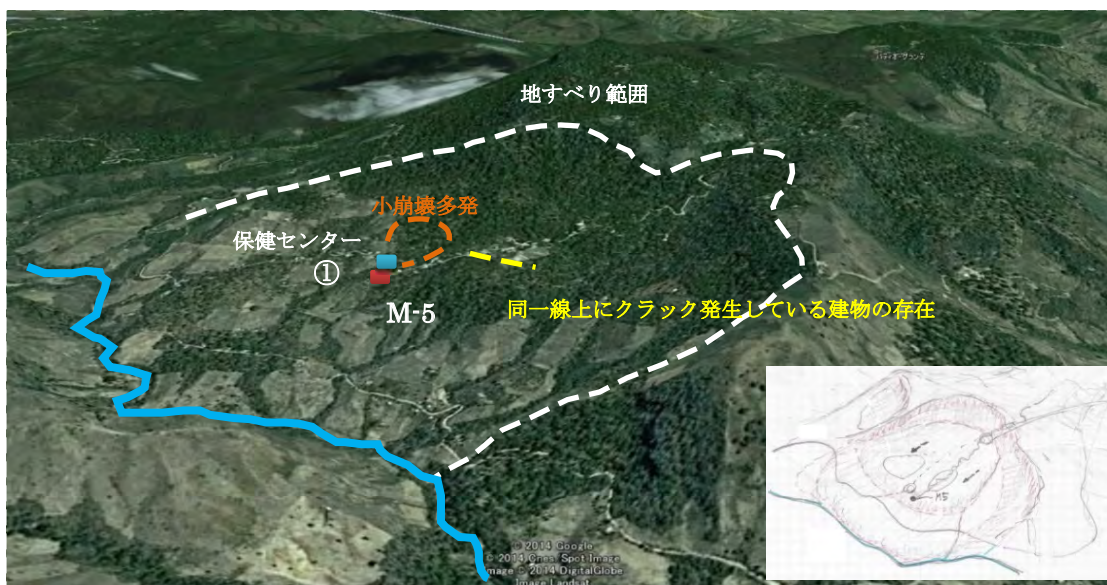 地すべり範囲
小崩壊多発
保健センター
①
M-5
同一線上にクラック発生している建物の存在
M5
© 2014 Google
© 2014 Cnes/Spot Image
Image © 2014 DigitalGlobe
Image Landsat